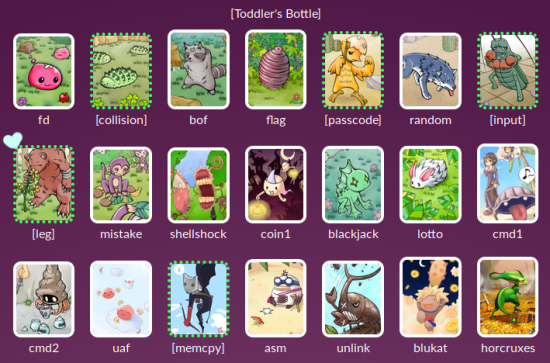 [Toddler's Bottle]
fd [collision] bof flag [passcode] random [input]
[leg] mistake shellshock coin1 blackjack lotto cmd1
cmd2 uaf [memcpy] asm unlink blukat horcruxes